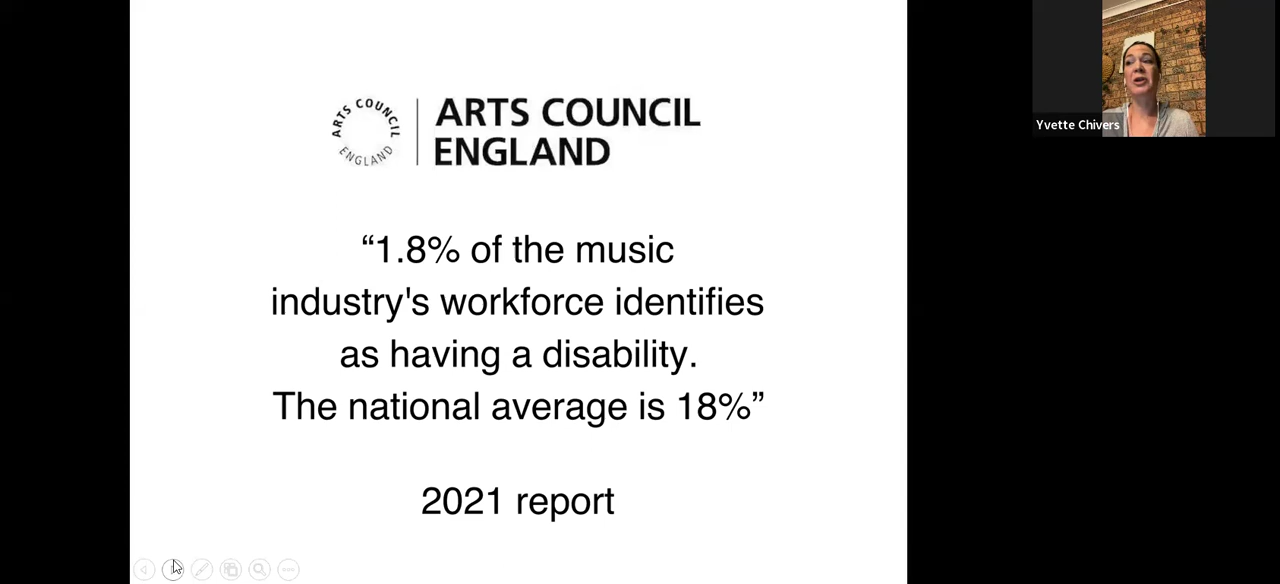 ARTS COUNCIL
ENGLAND
ARTS COUNCIL
ENGLAND
“1.8% of the music
industry's workforce identifies
as having a disability.
The national average is 18%”
2021 report
Yvette Chivers